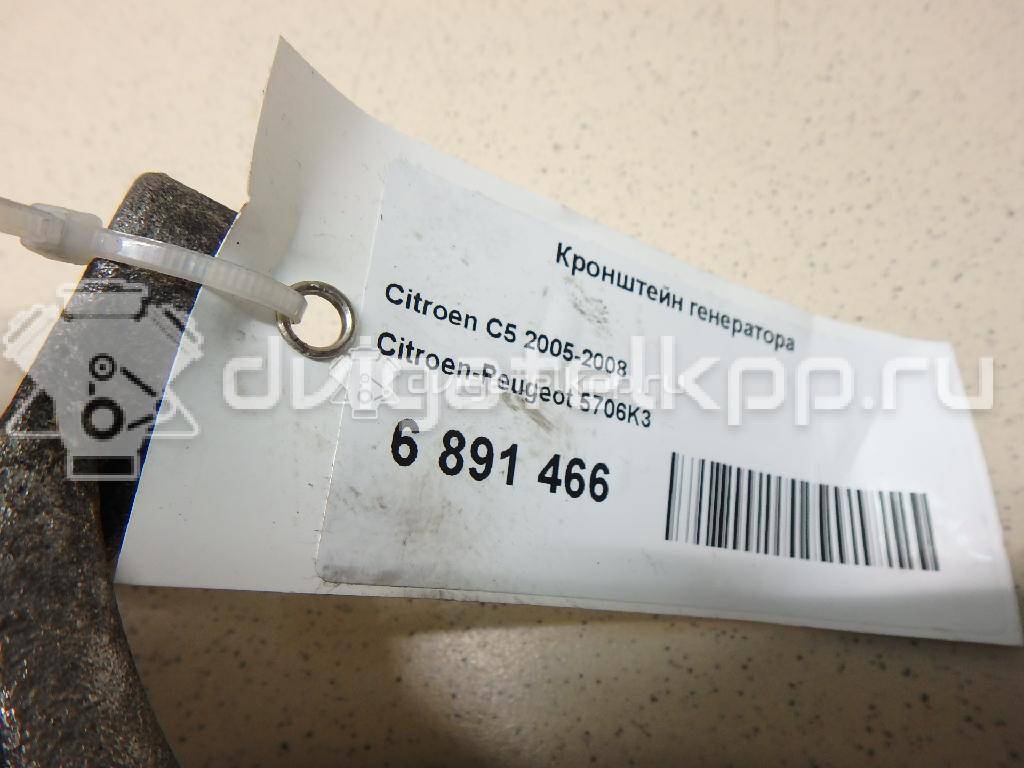 Кронштейн генератора
Citroen C5 2005-2008
Citroen-Peugeot 5706K3
6 891 466
dvigatelkpp.ru